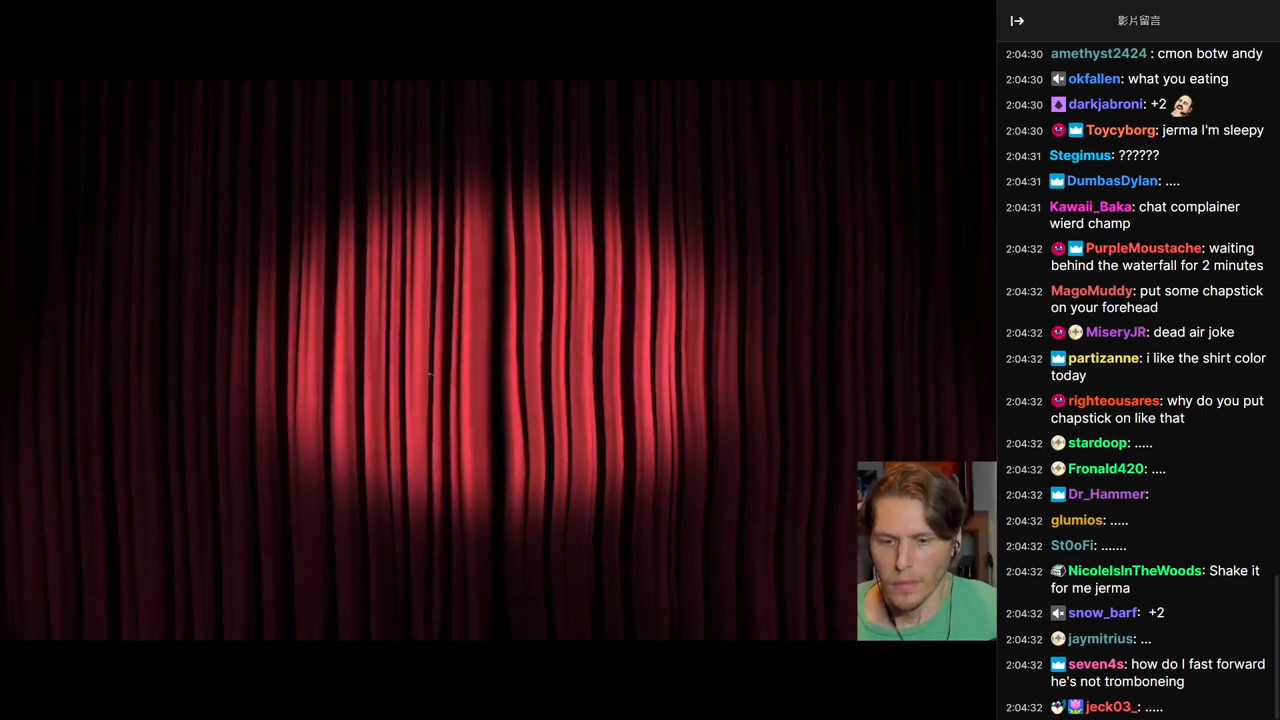 影片留言
2:04:30 amethyst2424 : cmon botw andy
2:04:30 okfallen: what you eating
2:04:30 darkjabroni: +2
2:04:30 Toycyborg: jerma I'm sleepy
2:04:31 Stegimus: ??????
2:04:31 DumbasDylan: ....
2:04:31 Kawaii_Baka: chat complainer
wierd champ
2:04:32 PurpleMoustache: waiting
behind the waterfall for 2 minutes
2:04:32 MagoMuddy: put some chapstick
on your forehead
2:04:32 MiseryJR: dead air joke
2:04:32 partizanne: i like the shirt color
today
2:04:32 righteousares: why do you put
chapstick on like that
2:04:32 stardoop: .....
2:04:32 Fronald420: ....
2:04:32 Dr_Hammer:
2:04:32 glumios: .....
2:04:32 St0oFi: .......
2:04:32 NicoleIsInTheWoods: Shake it
for me jerma
2:04:32 snow_barf: +2
2:04:32 jaymitrius: ...
2:04:32 seven4s: how do I fast forward
he's not tromboneing
2:04:32 jeck03_: .....